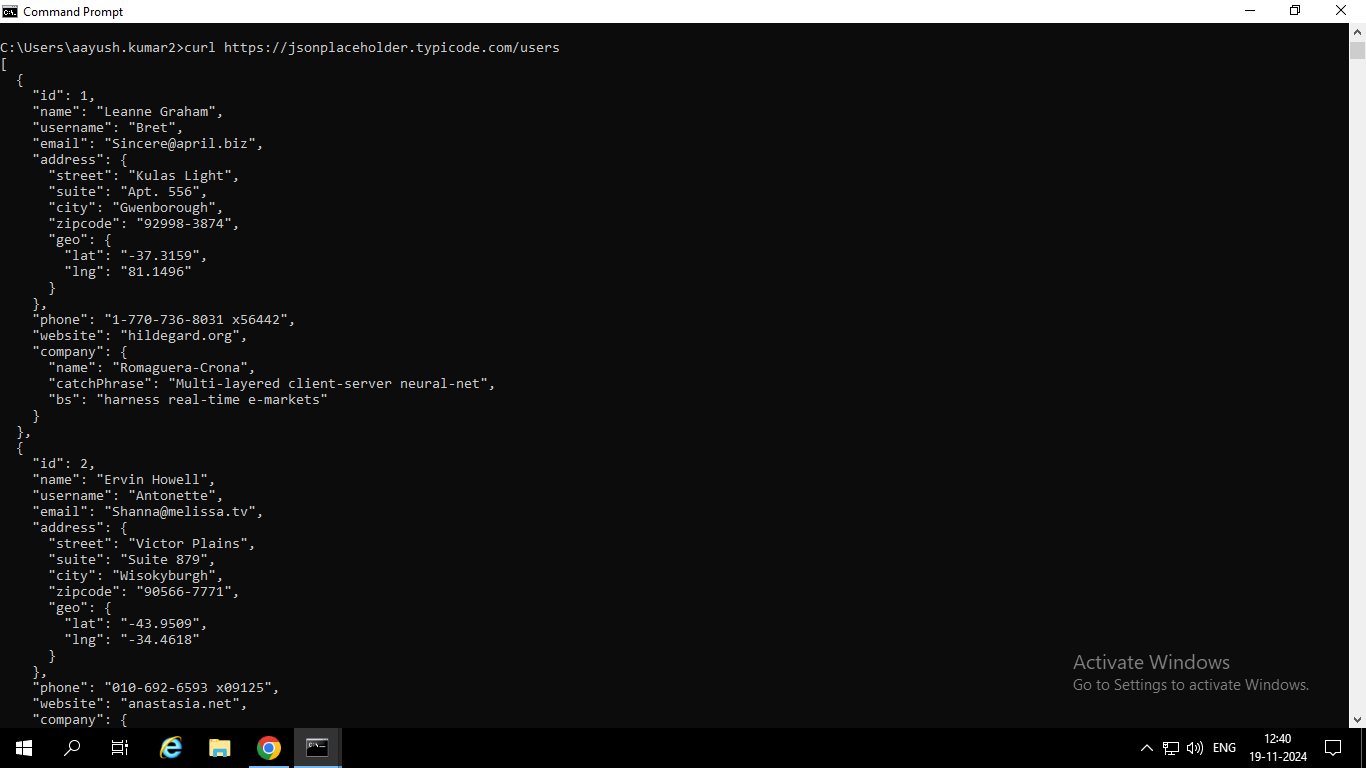 Command Prompt
C:\Users\aayush.kumar2>curl https://jsonplaceholder.typicode.com/users
[
  {
    "id": 1,
    "name": "Leanne Graham",
    "username": "Bret",
    "email": "Sincere@april.biz",
    "address": {
      "street": "Kulas Light",
      "suite": "Apt. 556",
      "city": "Gwenborough",
      "zipcode": "92998-3874",
      "geo": {
        "lat": "-37.3159",
        "lng": "81.1496"
      }
    },
    "phone": "1-770-736-8031 x56442",
    "website": "hildegard.org",
    "company": {
      "name": "Romaguera-Crona",
      "catchPhrase": "Multi-layered client-server neural-net",
      "bs": "harness real-time e-markets"
    }
  },
  {
    "id": 2,
    "name": "Ervin Howell",
    "username": "Antonette",
    "email": "Shanna@melissa.tv",
    "address": {
      "street": "Victor Plains",
      "suite": "Suite 879",
      "city": "Wisokyburgh",
      "zipcode": "90566-7771",
      "geo": {
        "lat": "-43.9509",
        "lng": "-34.4618"
      }
    },
    "phone": "010-692-6593 x09125",
    "website": "anastasia.net",
    "company": {
Activate Windows
Go to Settings to activate Windows.
ENG
12:40
19-11-2024